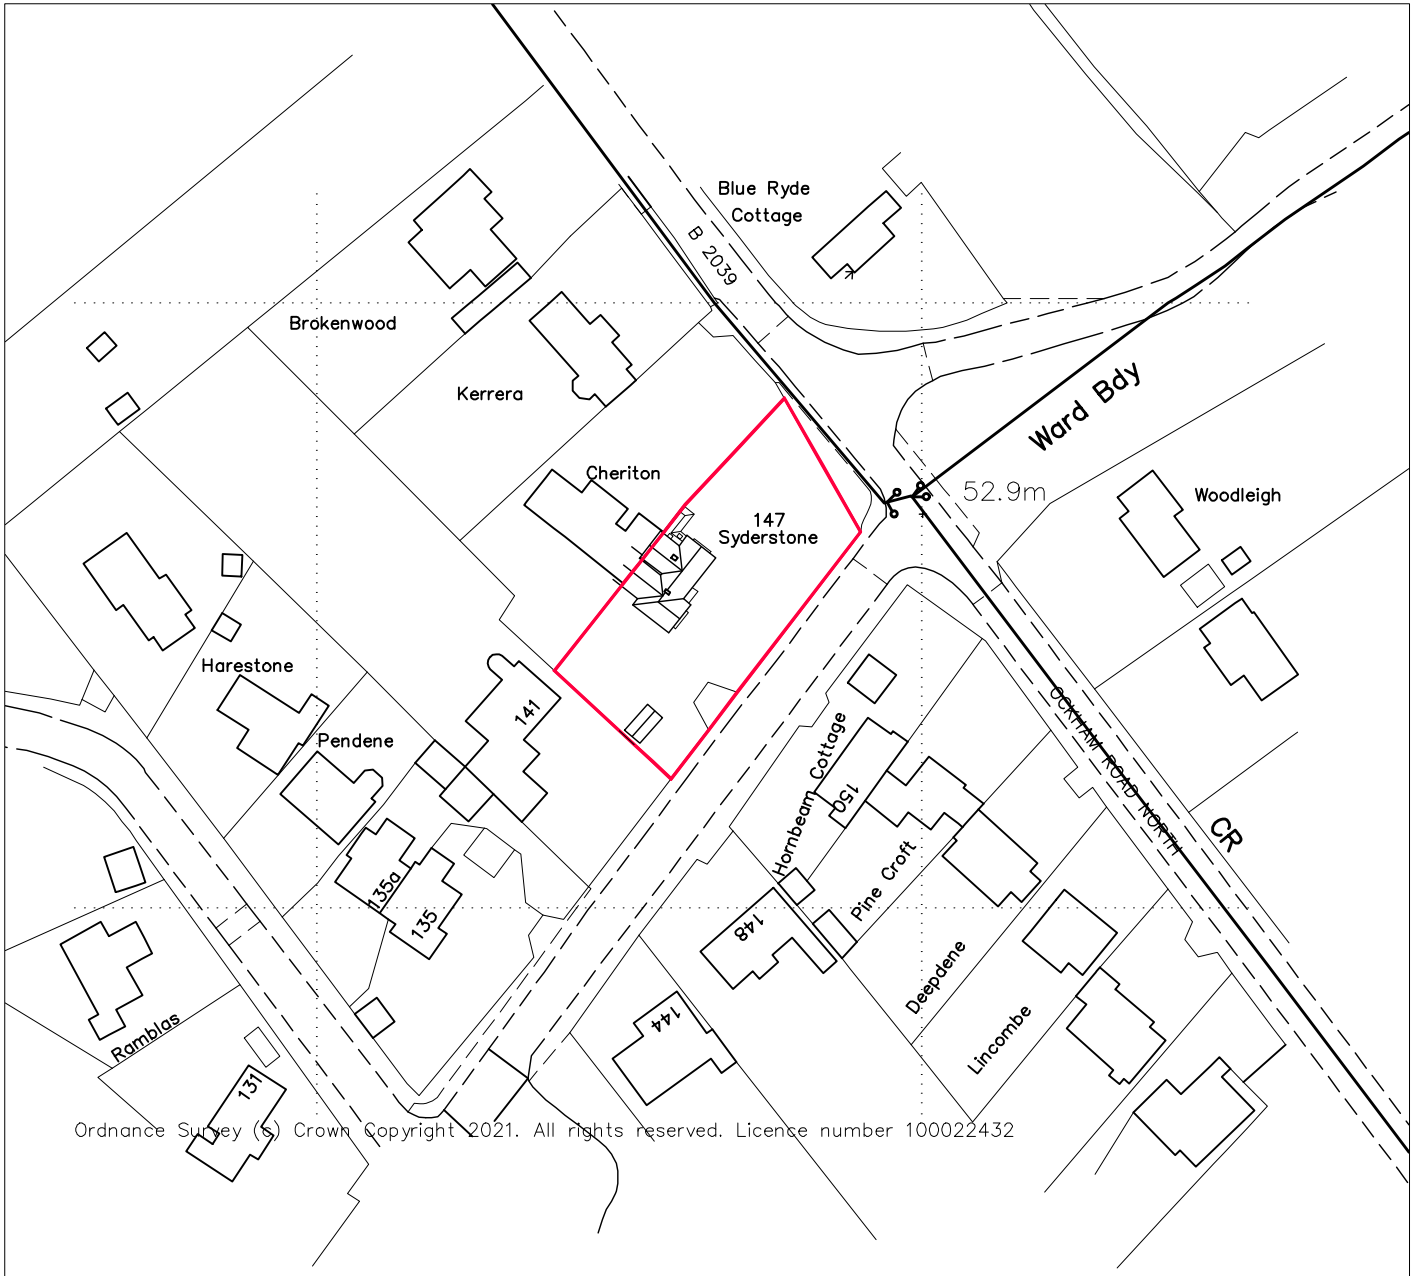 Blue Ryde
Cottage
B 2039
Brokenwood
Kerrera
Ward Bdy
Cheriton
52.9m
Woodleigh
147
Syderstone
Harestone
141
Pendene
OCKHAM ROAD NORTH
Hornbeam Cottage
150
CR
Pine Croft
135a
135
148
Deepdene
Lincombe
144
Ramblas
131
Ordnance Survey (c) Crown Copyright 2021. All rights reserved. Licence number 100022432